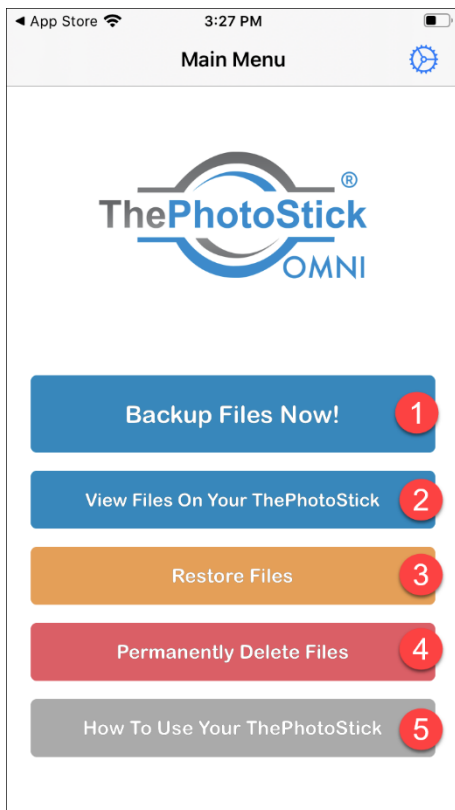 ◀ App Store 3:27 PM
Main Menu
ThePhotoStick®
OMNI
Backup Files Now! 1
View Files On Your ThePhotoStick 2
Restore Files 3
Permanently Delete Files 4
How To Use Your ThePhotoStick 5